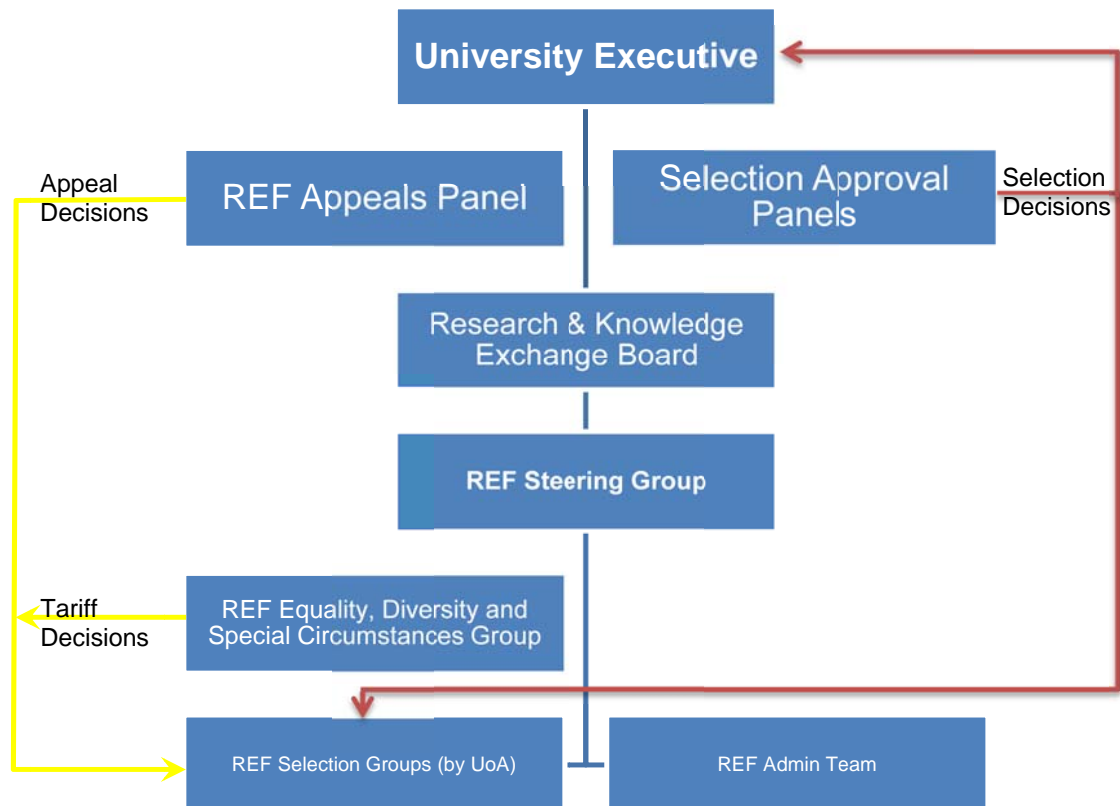 University Executive
Appeal
Decisions
REF Appeals Panel
Selection Approval
Panels
Selection
Decisions
Research & Knowledge
Exchange Board
REF Steering Group
Tariff
Decisions
REF Equality, Diversity and
Special Circumstances Group
REF Selection Groups (by UoA)
REF Admin Team